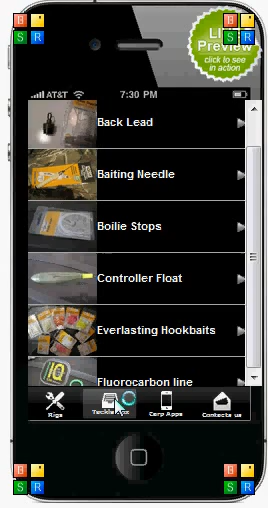 B
S R
B
S R
Li
Preview
click to see
in action
AT&T 7:30 PM
Back Lead
Baiting Needle
Boilie Stops
Controller Float
Everlasting Hookbaits
Fluorocarbon line
Rigs
Carp Apps
Contacts us
B
S R
B
S R